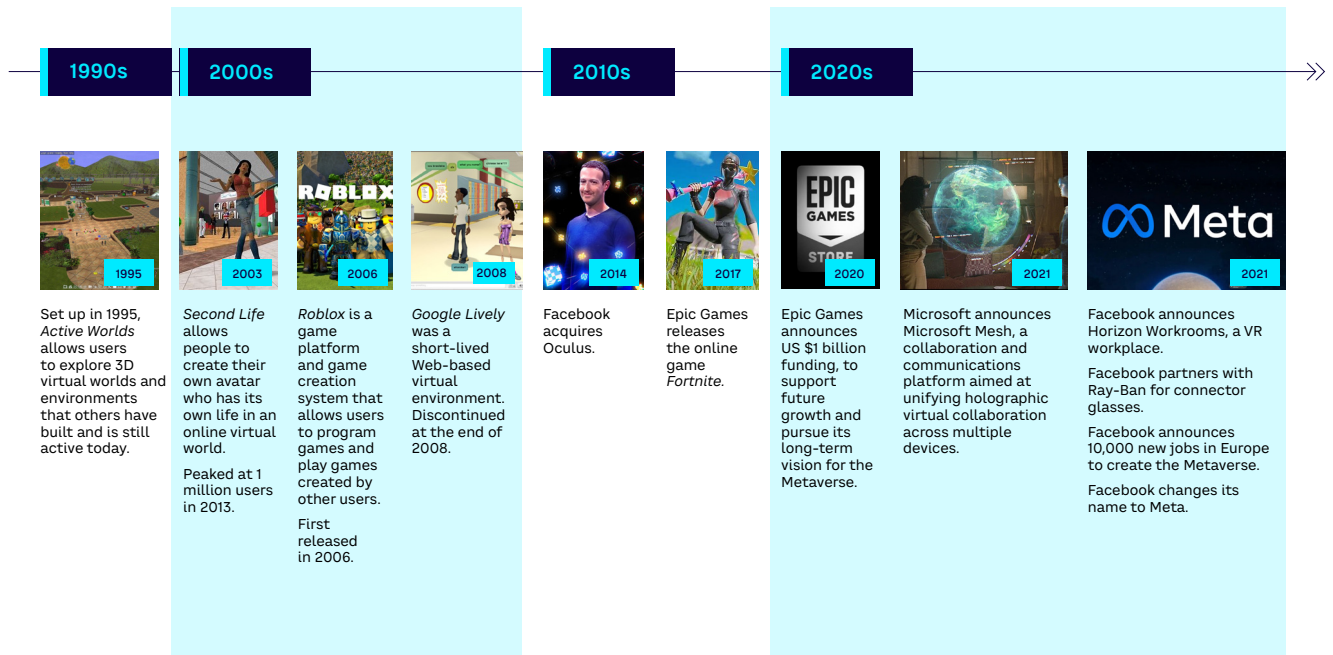 1990s
2000s
2010s
2020s
1995
Set up in 1995,
Active Worlds
allows users
to explore 3D
virtual worlds and
environments
that others have
built and is still
active today.
2003
Second Life
allows
people to
create their
own avatar
who has its
own life in an
online virtual
world.
Peaked at 1
million users
in 2013.
ROBLOX
2006
Roblox is a
game
platform
and game
creation
system that
allows users
to program
games and
play games
created by
other users.
First
released
in 2006.
2008
Google Lively
was a
short-lived
Web-based
virtual
environment.
Discontinued
at the end of
2008.
2014
Facebook
acquires
Oculus.
2017
Epic Games
releases
the online
game
Fortnite.
EPIC
GAMES
STORE
2020
Epic Games
announces
US $1 billion
funding, to
support
future
growth and
pursue its
long-term
vision for the
Metaverse.
2021
Microsoft announces
Microsoft Mesh, a
collaboration and
communications
platform aimed at
unifying holographic
virtual collaboration
across multiple
devices.
Meta
2021
Facebook announces
Horizon Workrooms, a VR
workplace.
Facebook partners with
Ray-Ban for connector
glasses.
Facebook announces
10,000 new jobs in Europe
to create the Metaverse.
Facebook changes its
name to Meta.